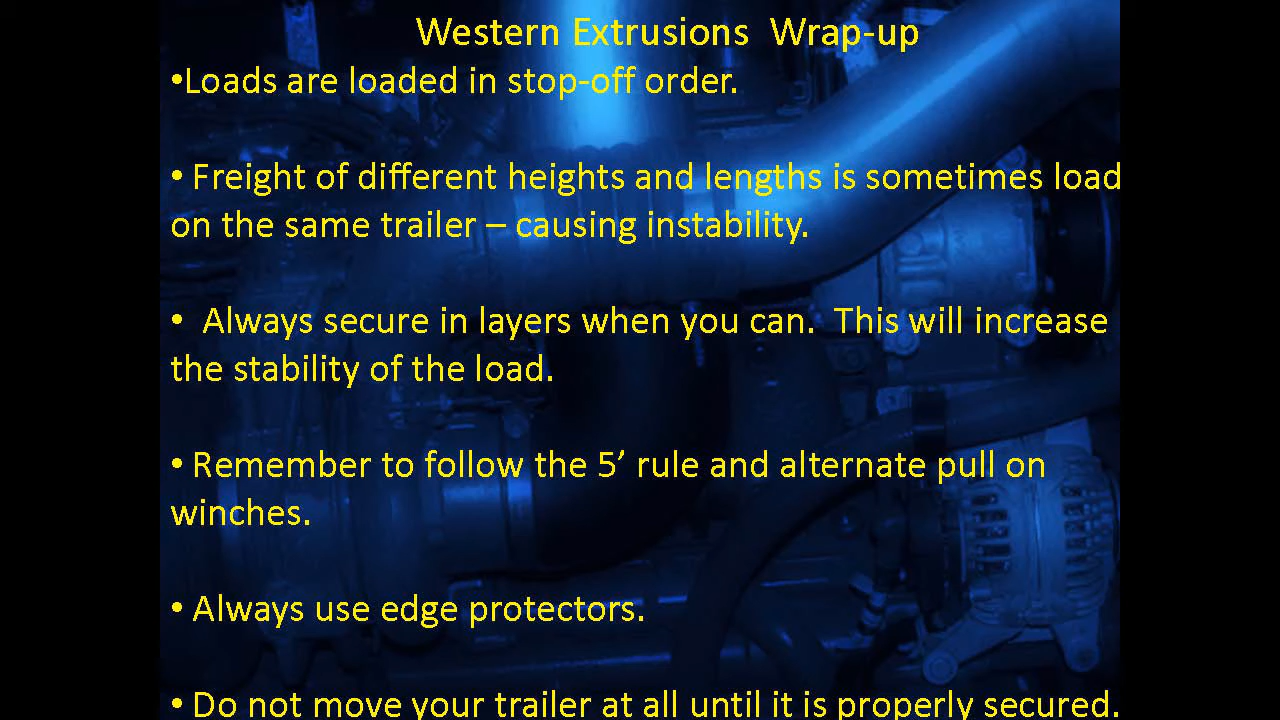 Western Extrusions  Wrap-up
•Loads are loaded in stop-off order.
• Freight of different heights and lengths is sometimes load
on the same trailer – causing instability.
•  Always secure in layers when you can.  This will increase
the stability of the load.
• Remember to follow the 5’ rule and alternate pull on
winches.
• Always use edge protectors.
• Do not move your trailer at all until it is properly secured.